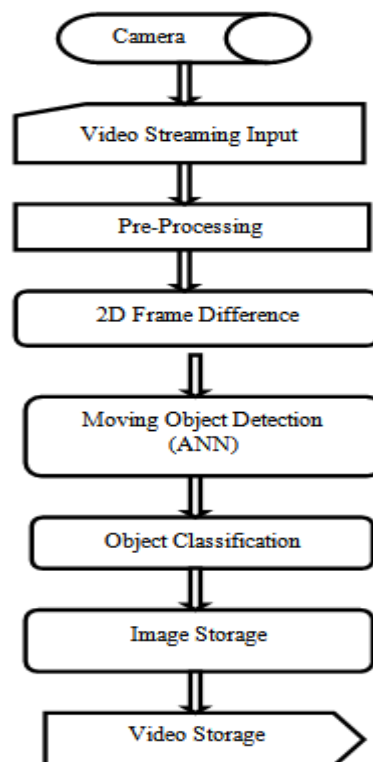 Camera
Video Streaming Input
Pre-Processing
2D Frame Difference
Moving Object Detection
(ANN)
Object Classification
Image Storage
Video Storage